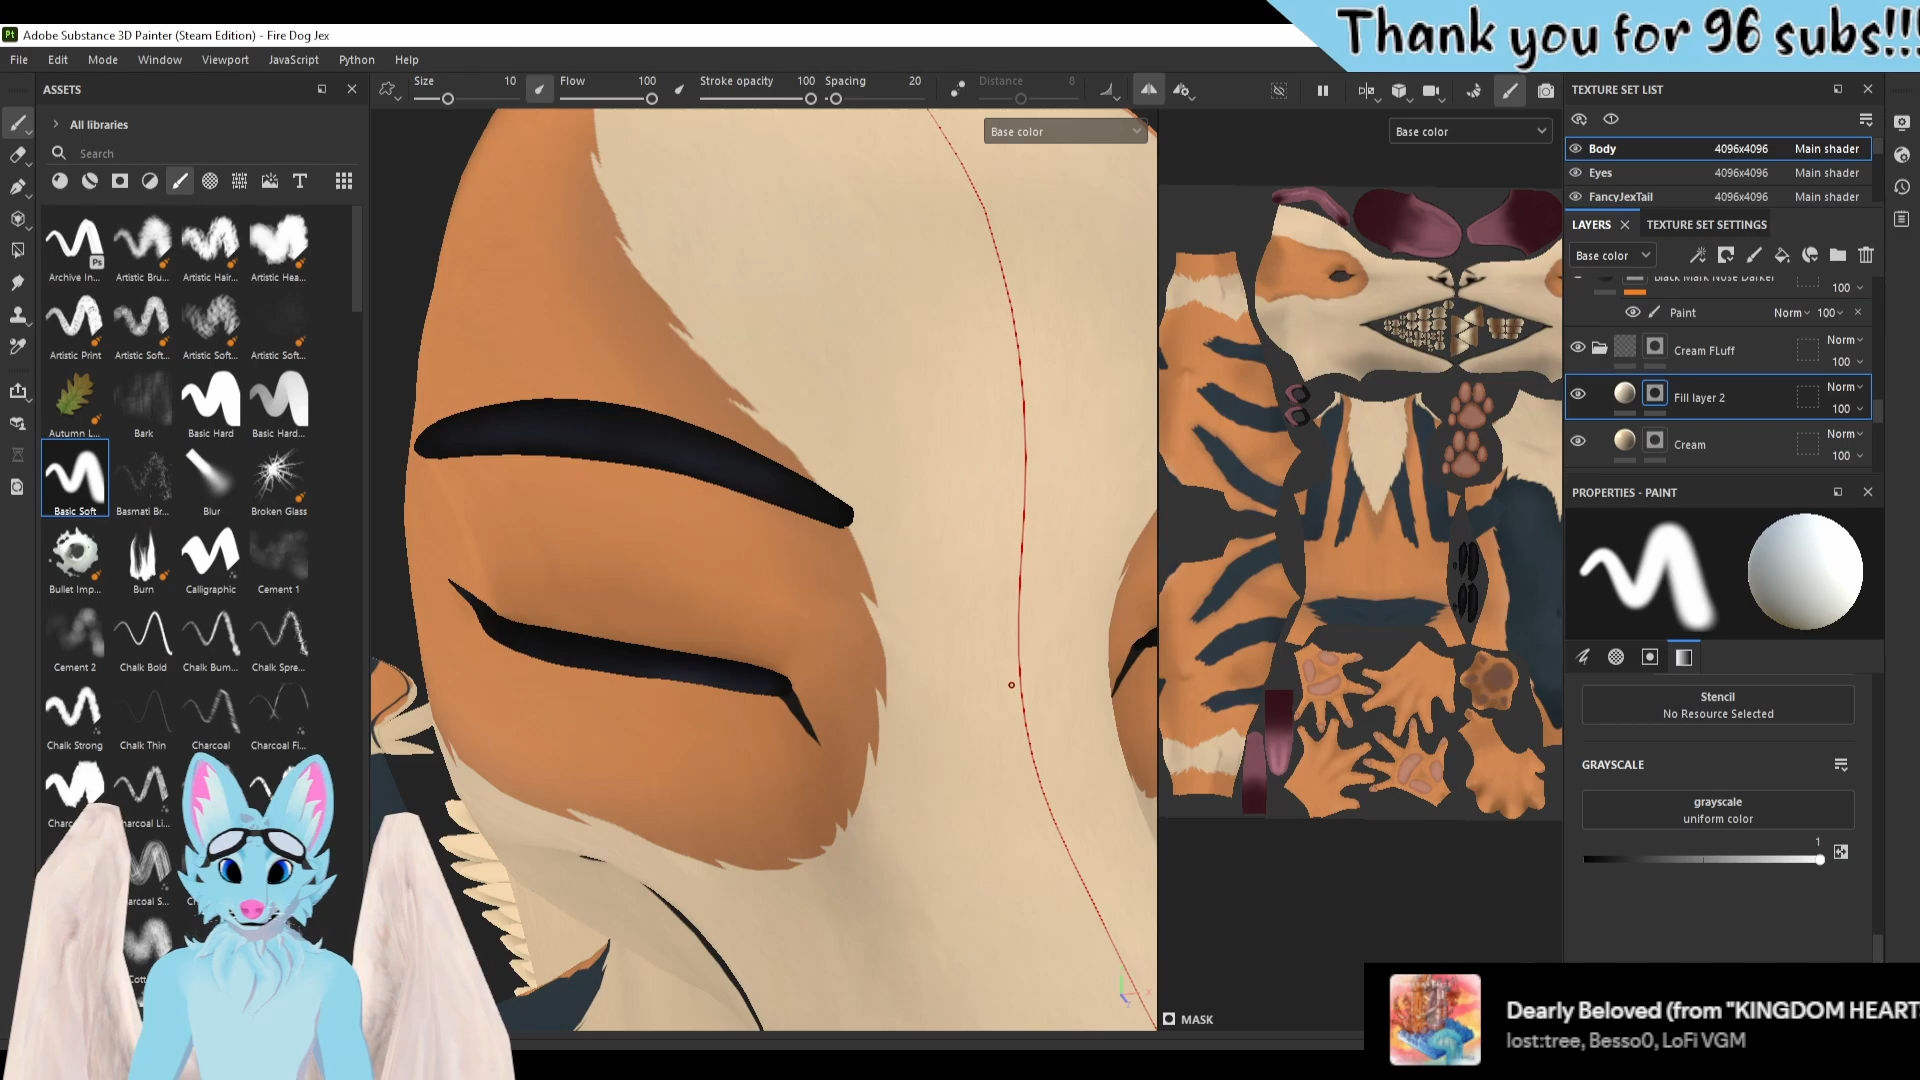 Thank you for 96 subs!!!
Adobe Substance 3D Painter (Steam Edition) - Fire Dog Jex
File Edit Mode Window Viewport JavaScript Python Help
ASSETS
Size 10 Flow 100 Stroke opacity 100 Spacing 20 Distance 8
All libraries
Search
Archive In...
Artistic Bru...
Artistic Hair...
Artistic Hea...
Artistic Print
Artistic Soft...
Artistic Soft...
Artistic Soft...
Autumn L...
Bark
Basic Hard
Basic Hard...
Basic Soft
Basmati Br...
Blur
Broken Glass
Bullet Imp...
Burn
Calligraphic
Cement 1
Cement 2
Chalk Bold
Chalk Bum...
Chalk Spre...
Chalk Strong
Chalk Thin
Charcoal
Charcoal Fi...
Base color
Base color
MASK
TEXTURE SET LIST
Body 4096x4096 Main shader
Eyes 4096x4096 Main shader
FancyJexTail 4096x4096 Main shader
LAYERS TEXTURE SET SETTINGS
Base color
Black Mark Nose Darker
100
Paint Norm 100
Cream FLuff Norm
100
Fill layer 2 Norm
100
Cream Norm
100
PROPERTIES - PAINT
Stencil
No Resource Selected
GRAYSCALE
grayscale
uniform color
1
Dearly Beloved (from "KINGDOM HEART
lost:tree, Besso0, LoFi VGM